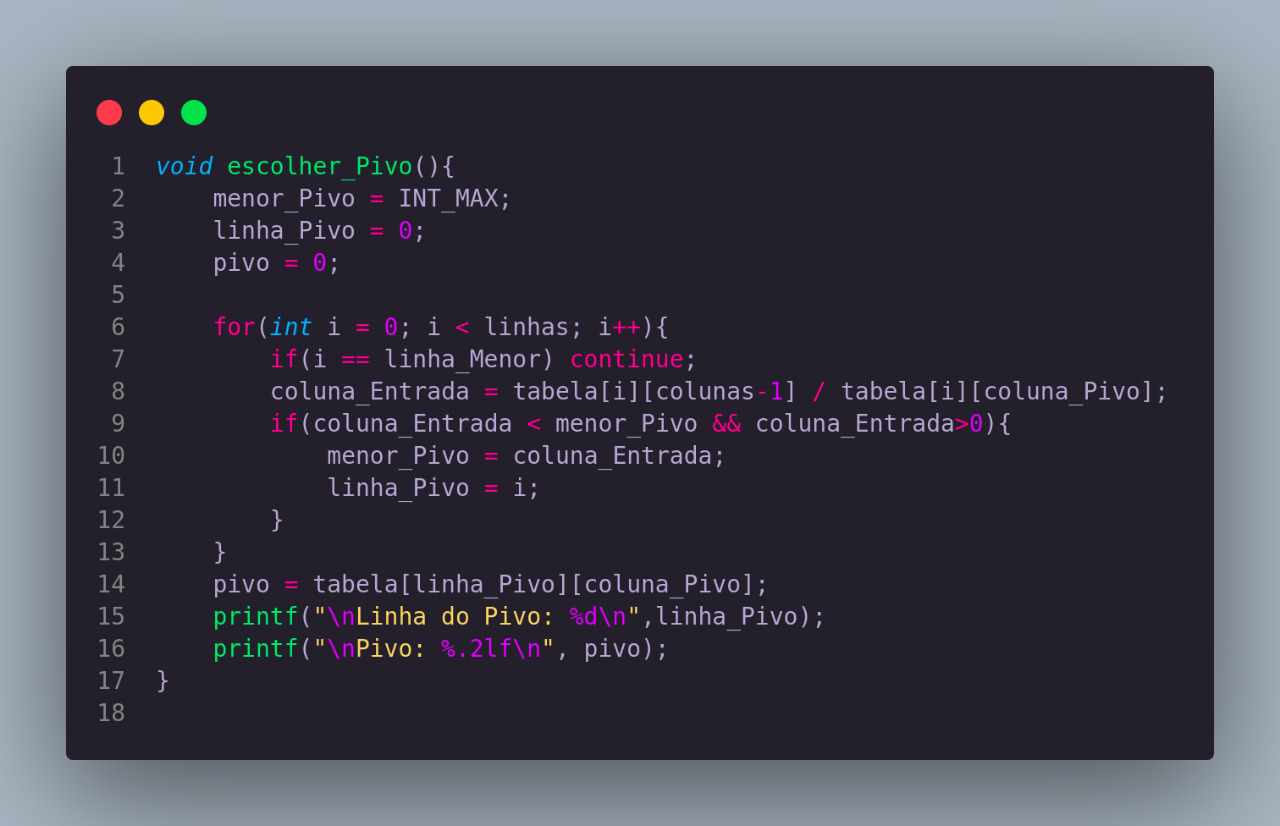 1 void escolher_Pivo(){
2     menor_Pivo = INT_MAX;
3     linha_Pivo = 0;
4     pivo = 0;
5
6     for(int i = 0; i < linhas; i++){
7         if(i == linha_Menor) continue;
8         coluna_Entrada = tabela[i][colunas-1] / tabela[i][coluna_Pivo];
9         if(coluna_Entrada < menor_Pivo && coluna_Entrada>0){
10             menor_Pivo = coluna_Entrada;
11             linha_Pivo = i;
12         }
13     }
14     pivo = tabela[linha_Pivo][coluna_Pivo];
15     printf("\nLinha do Pivo: %d\n",linha_Pivo);
16     printf("\nPivo: %.2lf\n", pivo);
17 }
18